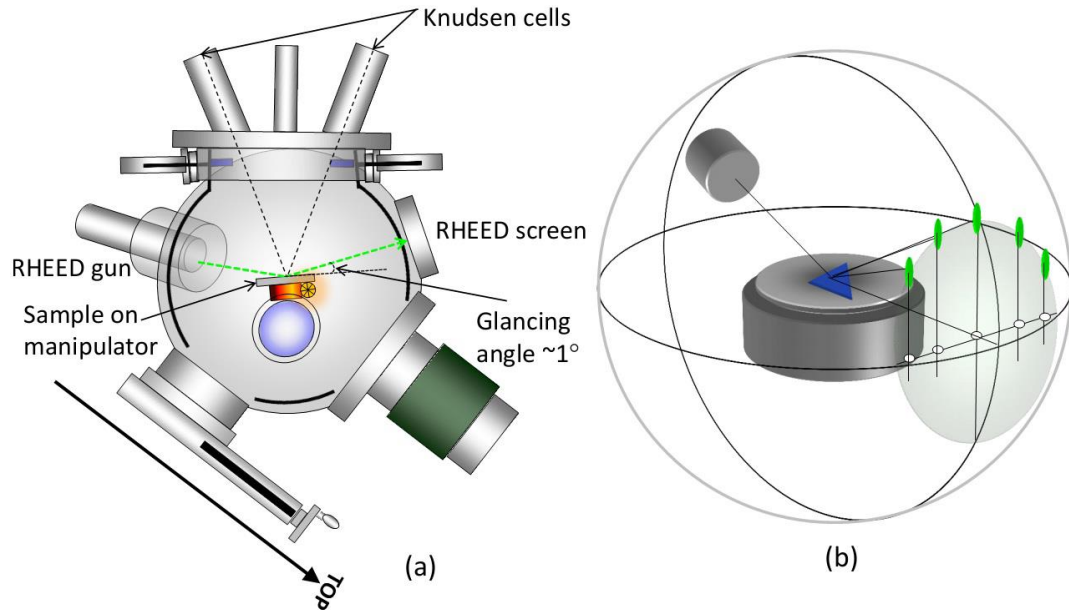 Knudsen cells
RHEED screen
RHEED gun
Sample on
manipulator
Glancing
angle ~1°
TOP
(a)
(b)